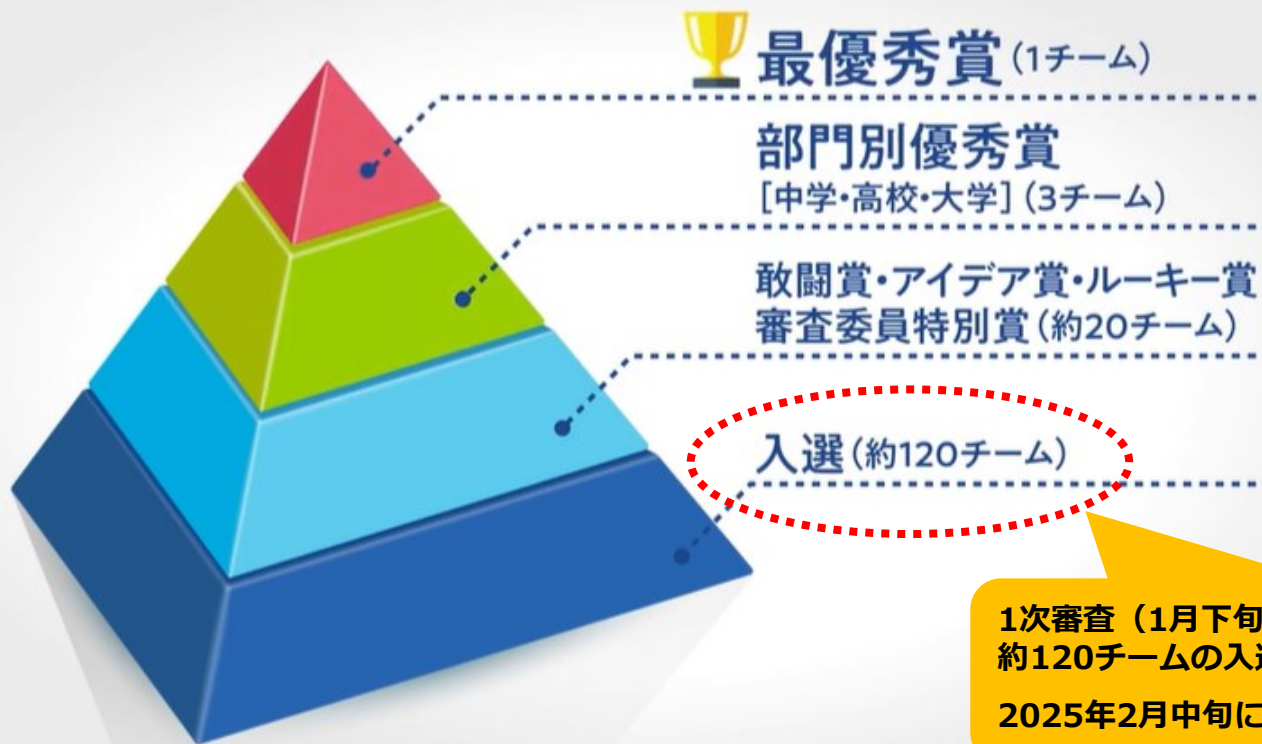 最優秀賞(1チーム)
部門別優秀賞
[中学・高校・大学](3チーム)
敢闘賞・アイデア賞・ルーキー賞
審査委員特別賞(約20チーム)
入選(約120チーム)
1次審査（1月下旬
約120チームの入選
2025年2月中旬に